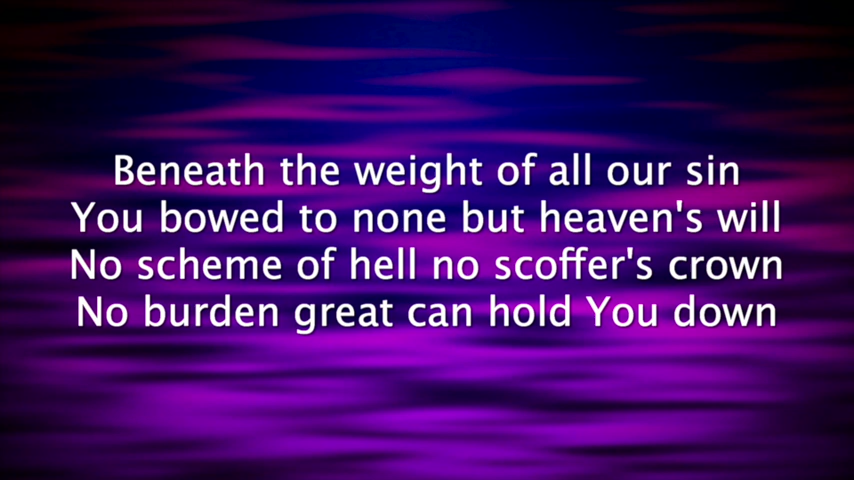 Beneath the weight of all our sin
You bowed to none but heaven's will
No scheme of hell no scoffer's crown
No burden great can hold You down